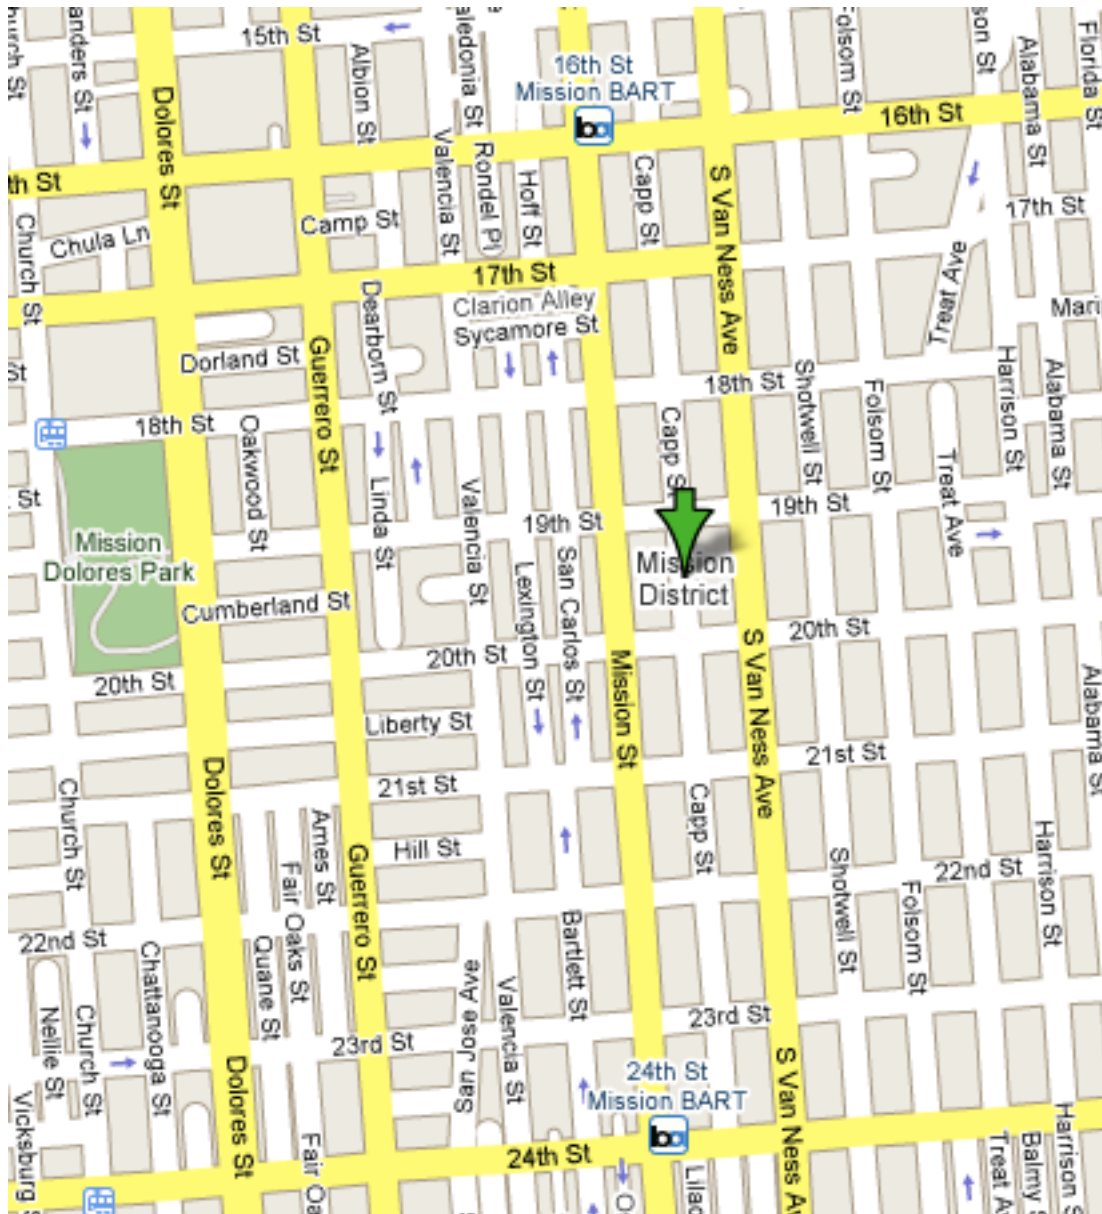 15th St
16th St
Mission BART
16th St
Dolores St
Albion St
Valencia St
Rondel Pl
Hoff St
Capp St
S Van Ness Ave
Folsom St
Alabama St
Florida St
17th St
Church St
Chula Ln
Camp St
17th St
Clarion Alley
Sycamore St
Treat Ave
Dearborn St
Guerrero St
Dorland St
18th St
Shotwell St
Folsom St
Harrison St
Alabama St
18th St
Oakwood St
Capp St
Linda St
Valencia St
19th St
19th St
Treat Ave
Mission
Dolores Park
San Carlos St
Lexington St
Mission
District
Cumberland St
20th St
20th St
20th St
Mission St
S Van Ness Ave
Alabama St
Liberty St
21st St
21st St
Dolores St
Church St
Ames St
Capp St
Hill St
Guerrero St
Fair Oaks St
Shotwell St
22nd St
Folsom St
Harrison St
22nd St
Chattanooga St
Quane St
San Jose Ave
Valencia St
Bartlett St
Nellie St
Church St
23rd St
23rd St
24th St
Mission BART
Dolores St
S Van Ness Av
24th St
Vicksburg
Harrison S
Fair Oa
Lilac
Treat Av
Balmy